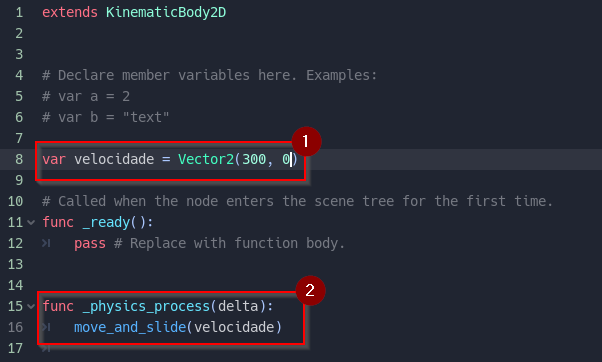 1 extends KinematicBody2D
2
3
4 # Declare member variables here. Examples:
5 # var a = 2
6 # var b = "text"
7
1
8 var velocidade = Vector2(300, 0)
9
10 # Called when the node enters the scene tree for the first time.
11 func _ready():
12 pass # Replace with function body.
13
14
2
15 func _physics_process(delta):
16 move_and_slide(velocidade)
17